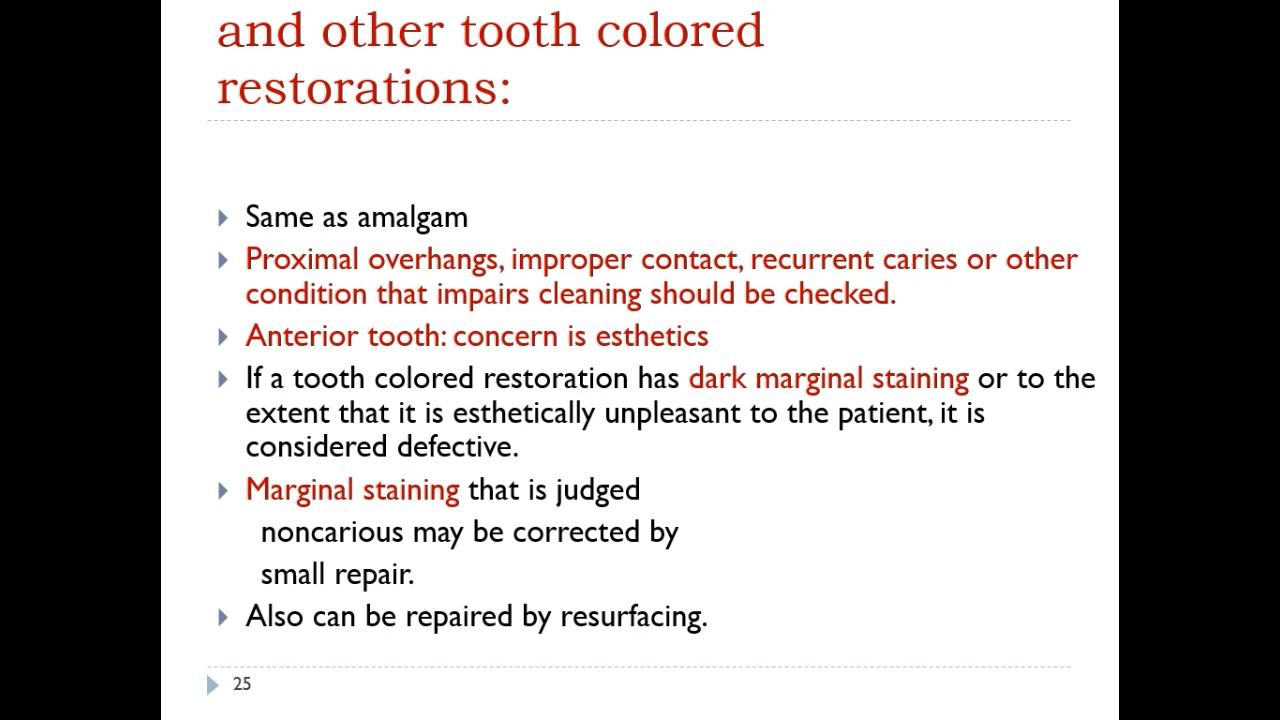 and other tooth colored
restorations:
Same as amalgam
Proximal overhangs, improper contact, recurrent caries or other
condition that impairs cleaning should be checked.
Anterior tooth: concern is esthetics
If a tooth colored restoration has dark marginal staining or to the
extent that it is esthetically unpleasant to the patient, it is
considered defective.
Marginal staining that is judged
noncarious may be corrected by
small repair.
Also can be repaired by resurfacing.
25